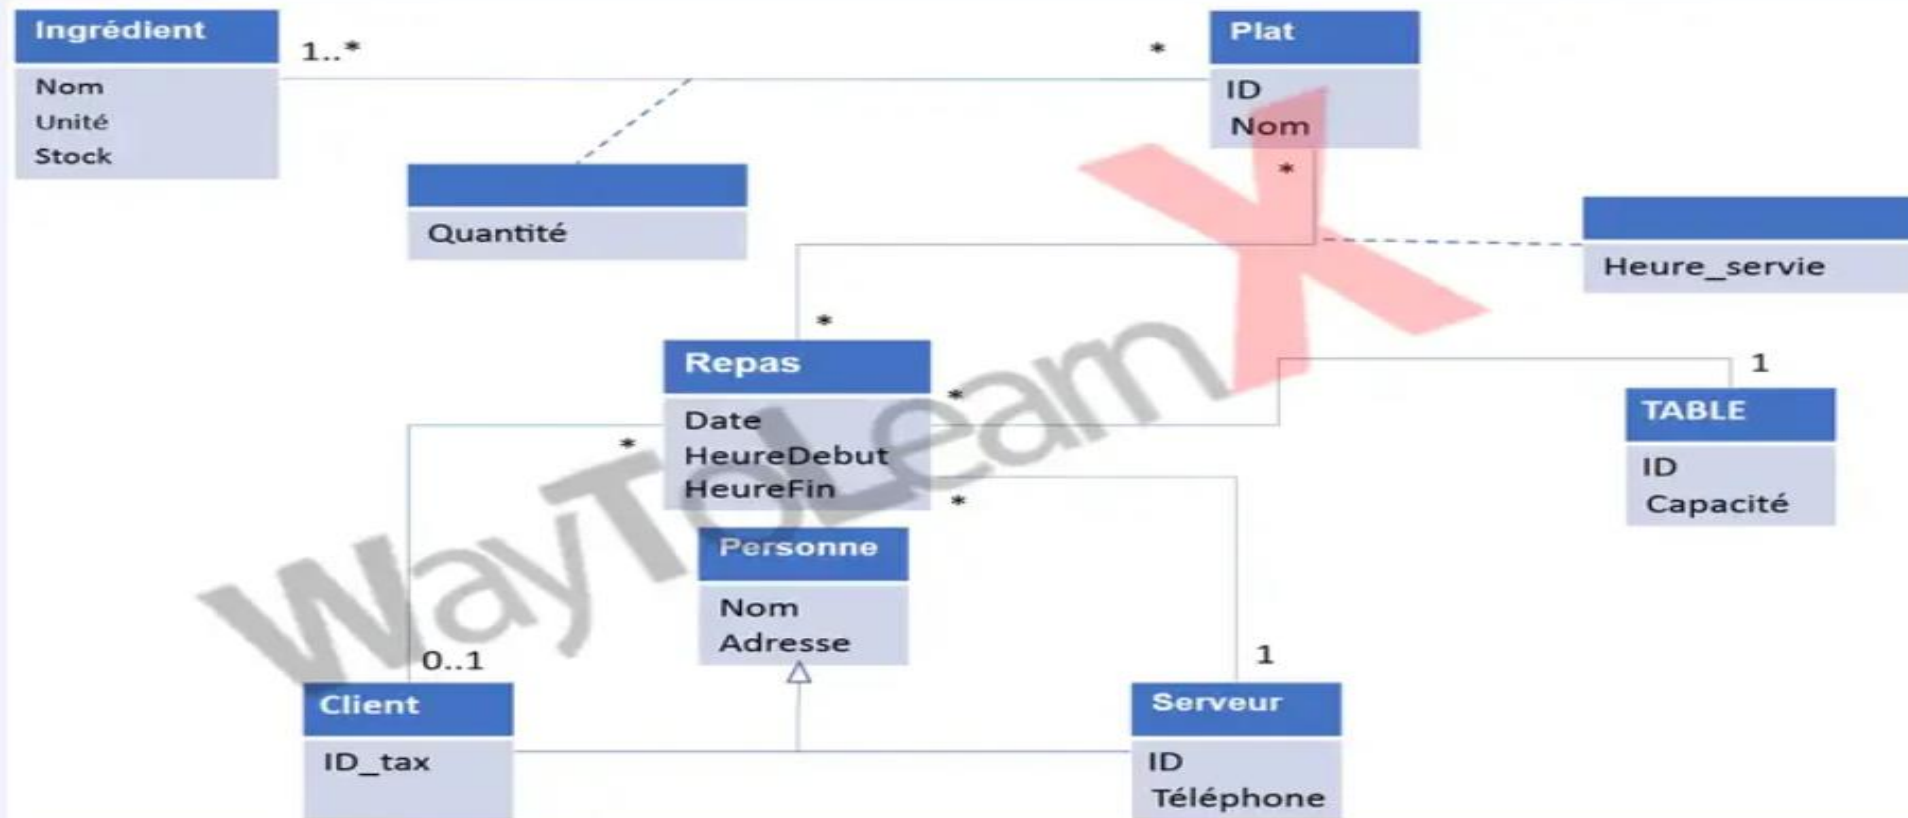 Ingrédient
Nom
Unité
Stock
1..*
*
Plat
ID
Nom
*
Quantité
Heure_servie
*
Repas
Date
HeureDebut
HeureFin
*
*
*
1
TABLE
ID
Capacité
Personne
Nom
Adresse
0..1
Client
ID_tax
1
Serveur
ID
Téléphone
WayToLearnX